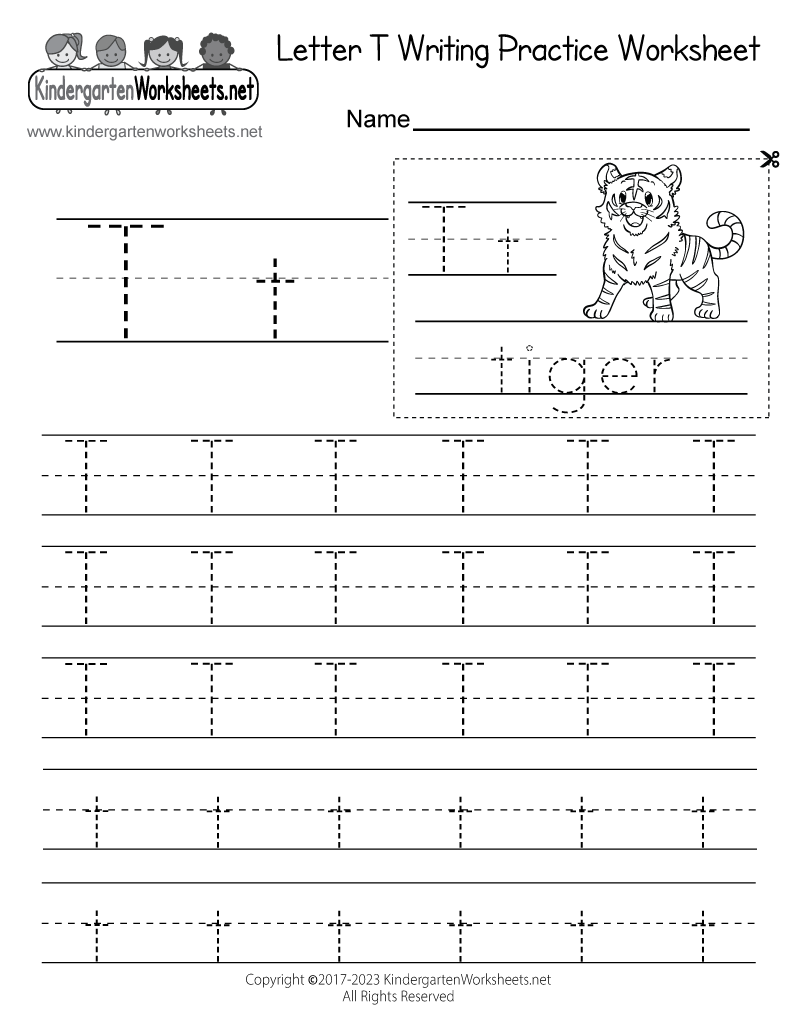 Letter T Writing Practice Worksheet
KindergartenWorksheets.net
www.kindergartenworksheets.net
Name
T t
T t
tiger
T T T T T T
T T T T T T
T T T T T T
t t t t t t
t t t t t t
Copyright ©2017-2023 KindergartenWorksheets.net
All Rights Reserved